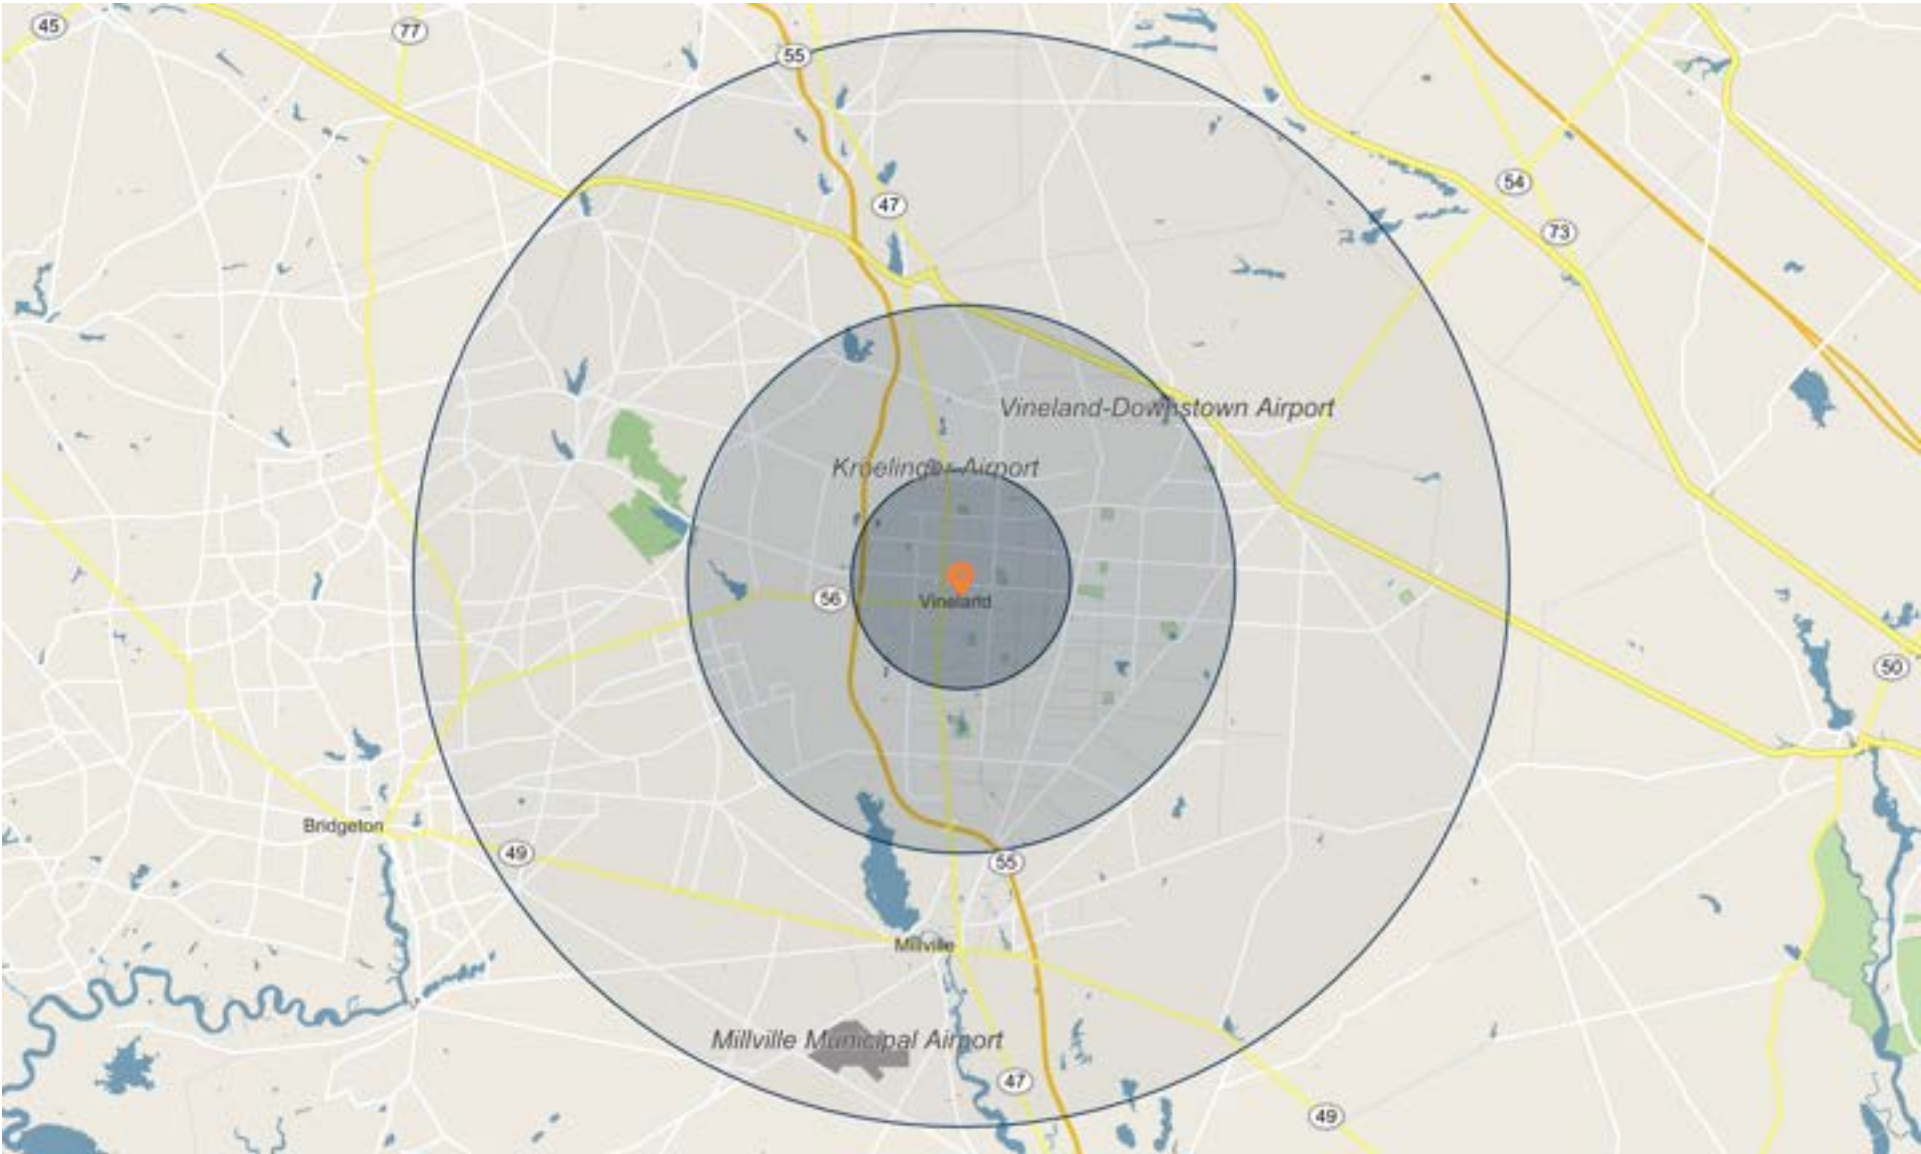 45
77
55
47
54
73
Vineland-Downstown Airport
Kroelinger Airport
56
Vineland
50
Bridgeton
49
55
Millville
Millville Municipal Airport
47
49